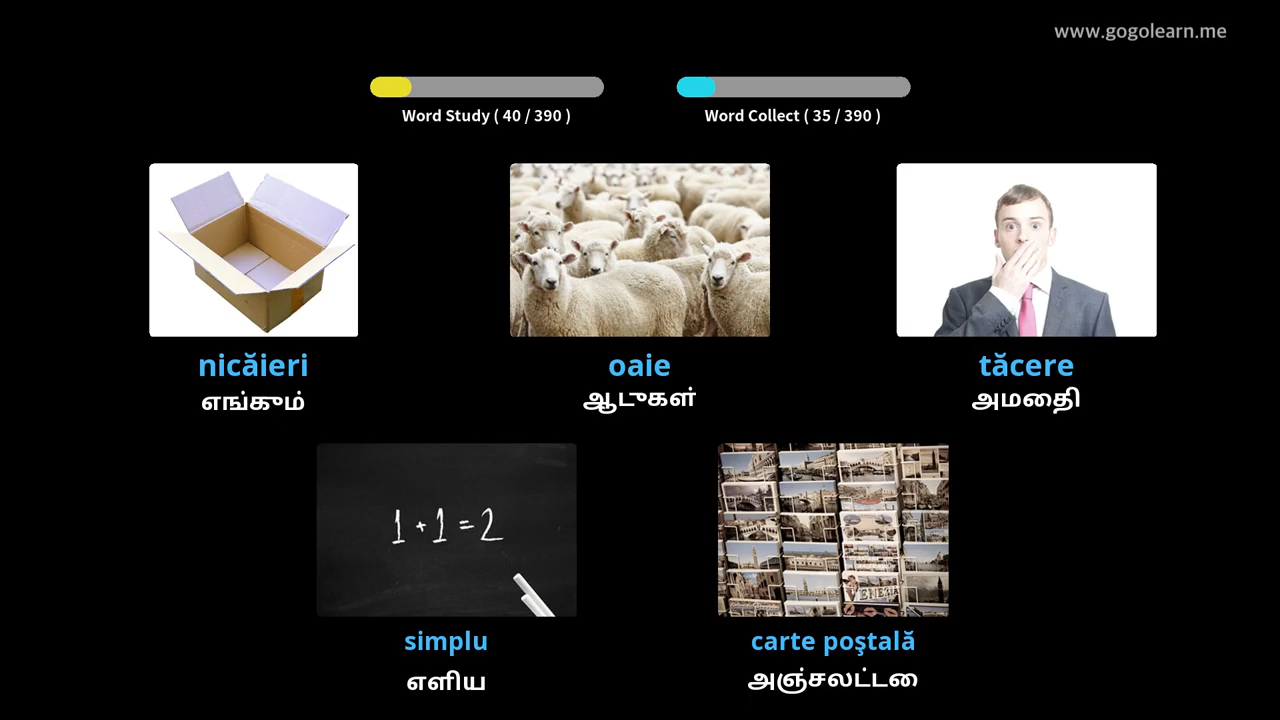 www.gogolearn.me
Word Study ( 40 / 390 )
Word Collect ( 35 / 390 )
nicăieri
oaie
tăcere
எங்கும்
ஆடுகள்
அமைதி
1 + 1 = 2
simplu
carte poştală
எளிய
அஞ்சலட்டை